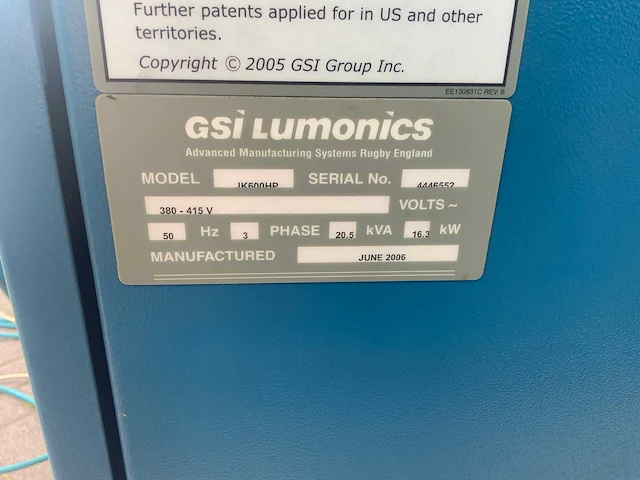 Further patents applied for in US and other
territories.
Copyright © 2005 GSI Group Inc.
EE130831C REV. B
GSI LUMONICS
Advanced Manufacturing Systems Rugby England
MODEL JK600HP SERIAL No. 4446552
380 - 415 V VOLTS ~
50 Hz 3 PHASE 20.5 kVA 16.3 kW
MANUFACTURED JUNE 2006